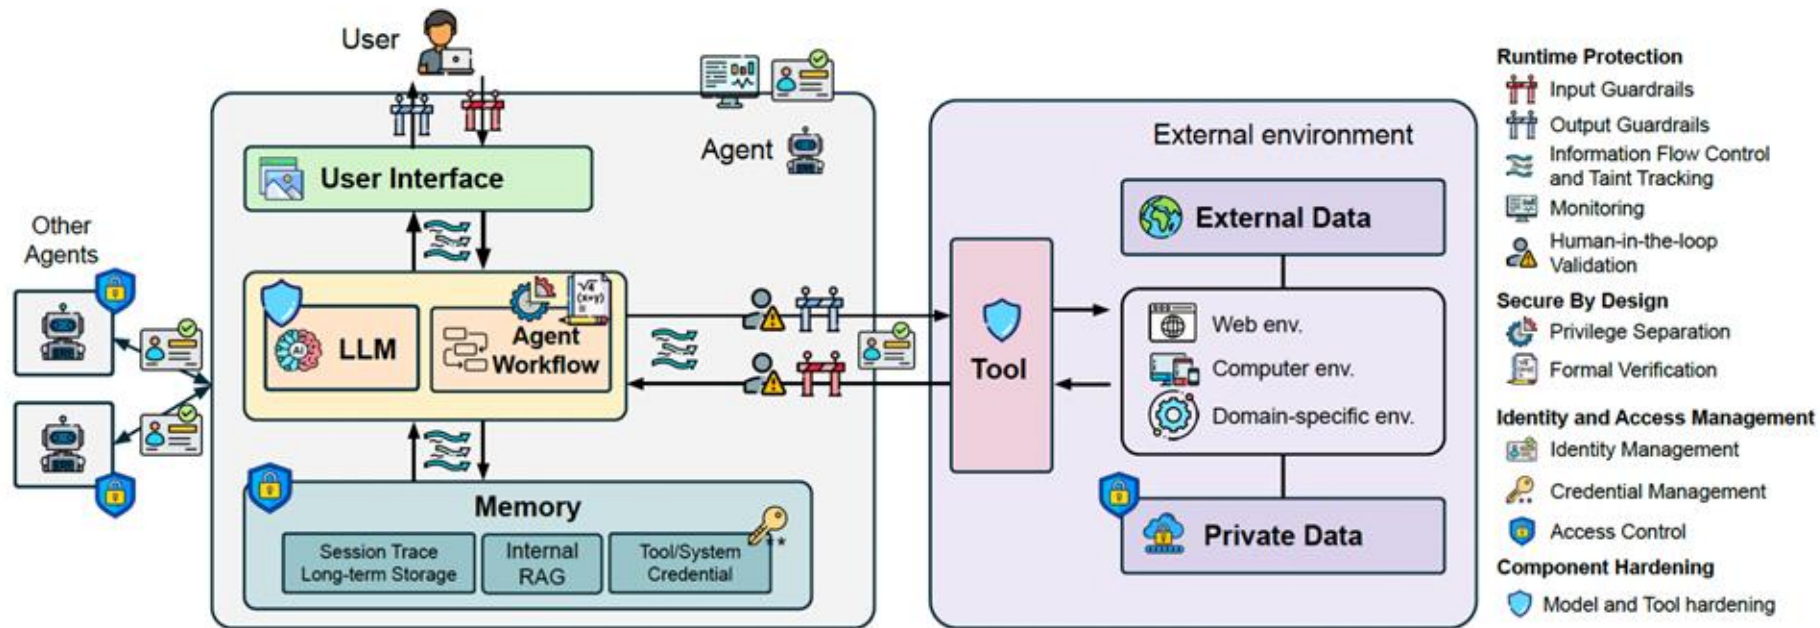 User
Agent
Other
Agents
User Interface
LLM
Agent
Workflow
Memory
Session Trace
Long-term Storage
Internal
RAG
Tool/System
Credential
External environment
Tool
External Data
Web env.
Computer env.
Domain-specific env.
Private Data
Runtime Protection
Input Guardrails
Output Guardrails
Information Flow Control
and Taint Tracking
Monitoring
Human-in-the-loop
Validation
Secure By Design
Privilege Separation
Formal Verification
Identity and Access Management
Identity Management
Credential Management
Access Control
Component Hardening
Model and Tool hardening